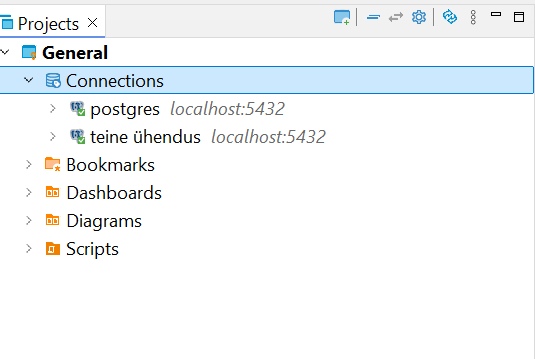 Projects
General
Connections
postgres localhost:5432
teine ühendus localhost:5432
Bookmarks
Dashboards
Diagrams
Scripts